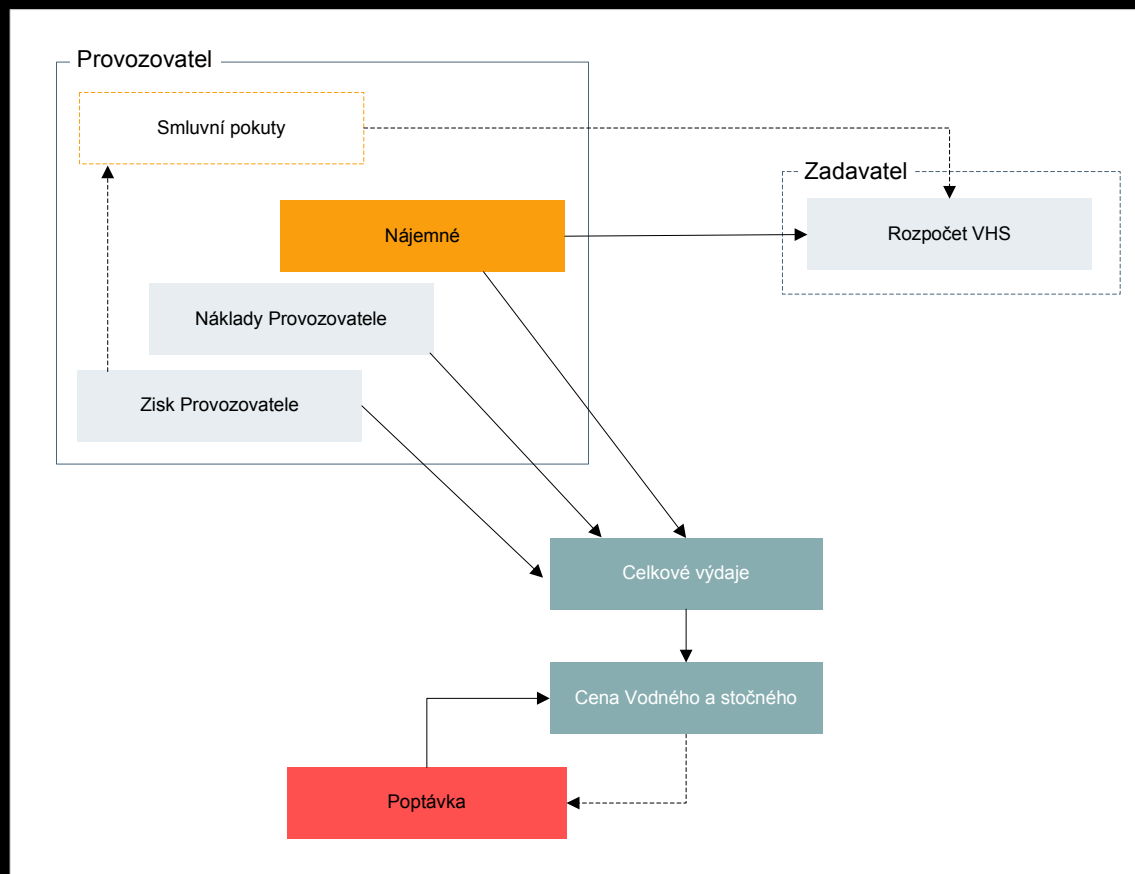 Provozovatel
Smluvní pokuty
Zadavatel
Nájemné
Rozpočet VHS
Náklady Provozovatele
Zisk Provozovatele
Celkové výdaje
Cena Vodného a stočného
Poptávka